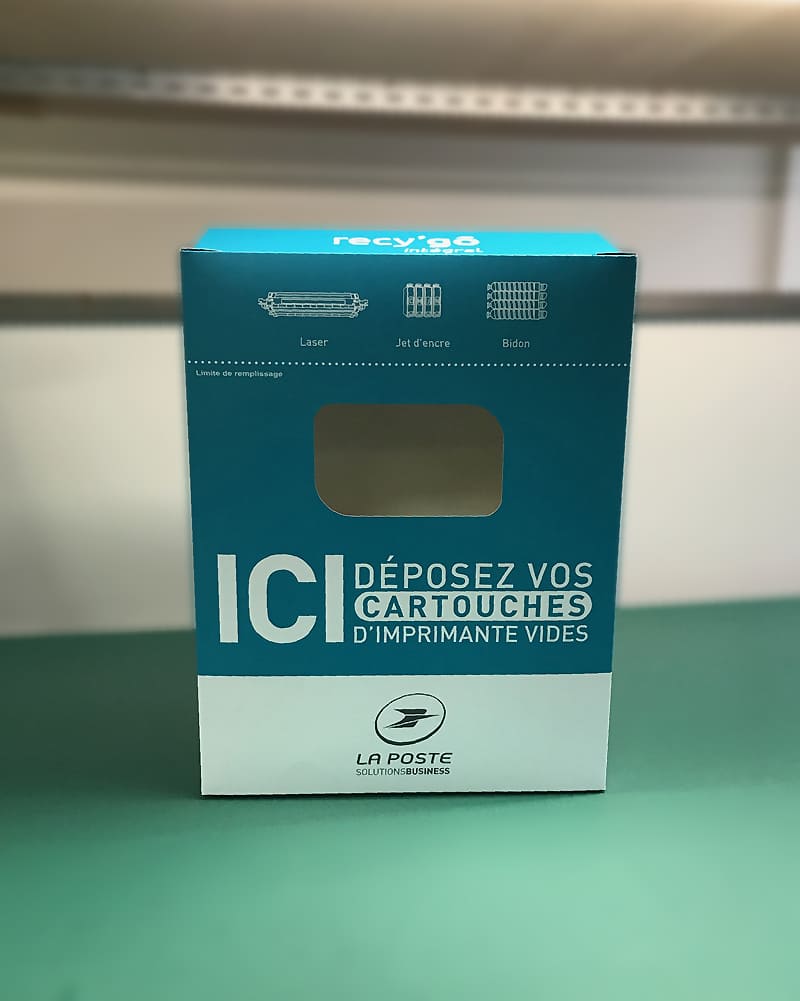 recy'go
intégral
Laser
Jet d'encre
Bidon
Limite de remplissage
ICI
DÉPOSEZ VOS
CARTOUCHES
D'IMPRIMANTE VIDES
LA POSTE
SOLUTIONSBUSINESS